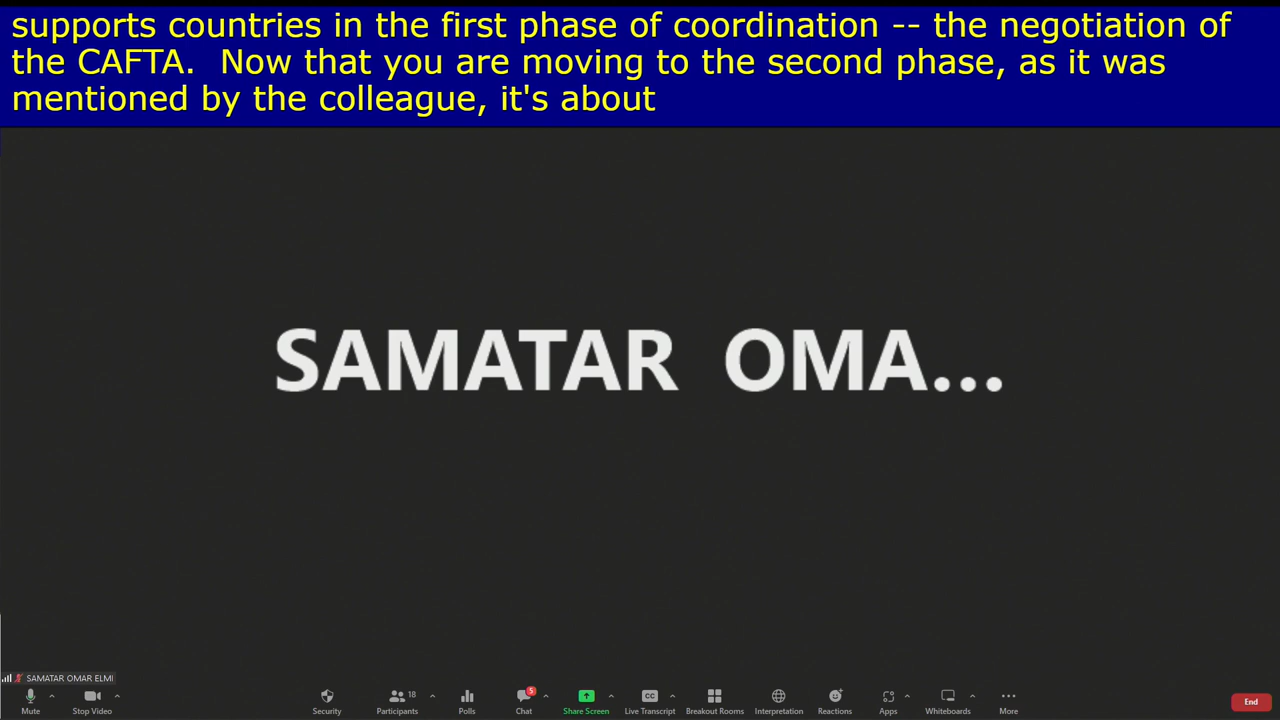 supports countries in the first phase of coordination -- the negotiation of
the CAFTA.  Now that you are moving to the second phase, as it was
mentioned by the colleague, it's about
SAMATAR  OMA...
SAMATAR OMAR ELMI
18
5
CC
Mute
Stop Video
Security
Participants
Polls
Chat
Share Screen
Live Transcript
Breakout Rooms
Interpretation
Reactions
Apps
Whiteboards
More
End